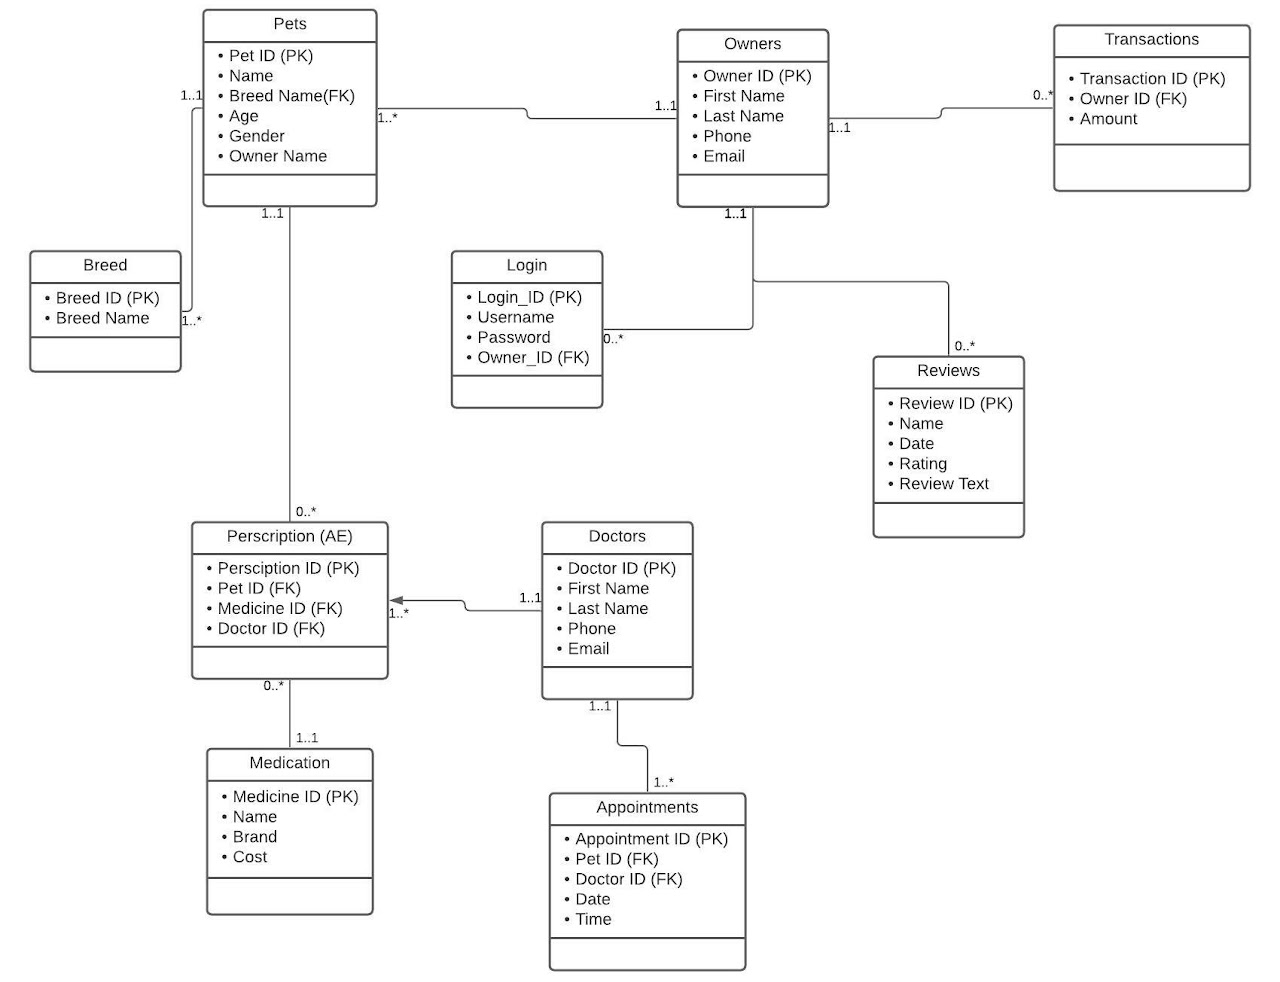 Pets
• Pet ID (PK)
• Name
• Breed Name(FK)
• Age
• Gender
• Owner Name
1..1
1..*
1..1
Owners
• Owner ID (PK)
• First Name
• Last Name
• Phone
• Email
1..1
1..1
1..1
Transactions
• Transaction ID (PK)
• Owner ID (FK)
• Amount
0..*
Breed
• Breed ID (PK)
• Breed Name
1..*
Login
• Login_ID (PK)
• Username
• Password
• Owner_ID (FK)
0..*
Reviews
• Review ID (PK)
• Name
• Date
• Rating
• Review Text
0..*
Perscription (AE)
• Persciption ID (PK)
• Pet ID (FK)
• Medicine ID (FK)
• Doctor ID (FK)
0..*
1..*
0..*
Doctors
• Doctor ID (PK)
• First Name
• Last Name
• Phone
• Email
1..1
1..1
Medication
• Medicine ID (PK)
• Name
• Brand
• Cost
1..1
Appointments
• Appointment ID (PK)
• Pet ID (FK)
• Doctor ID (FK)
• Date
• Time
1..*